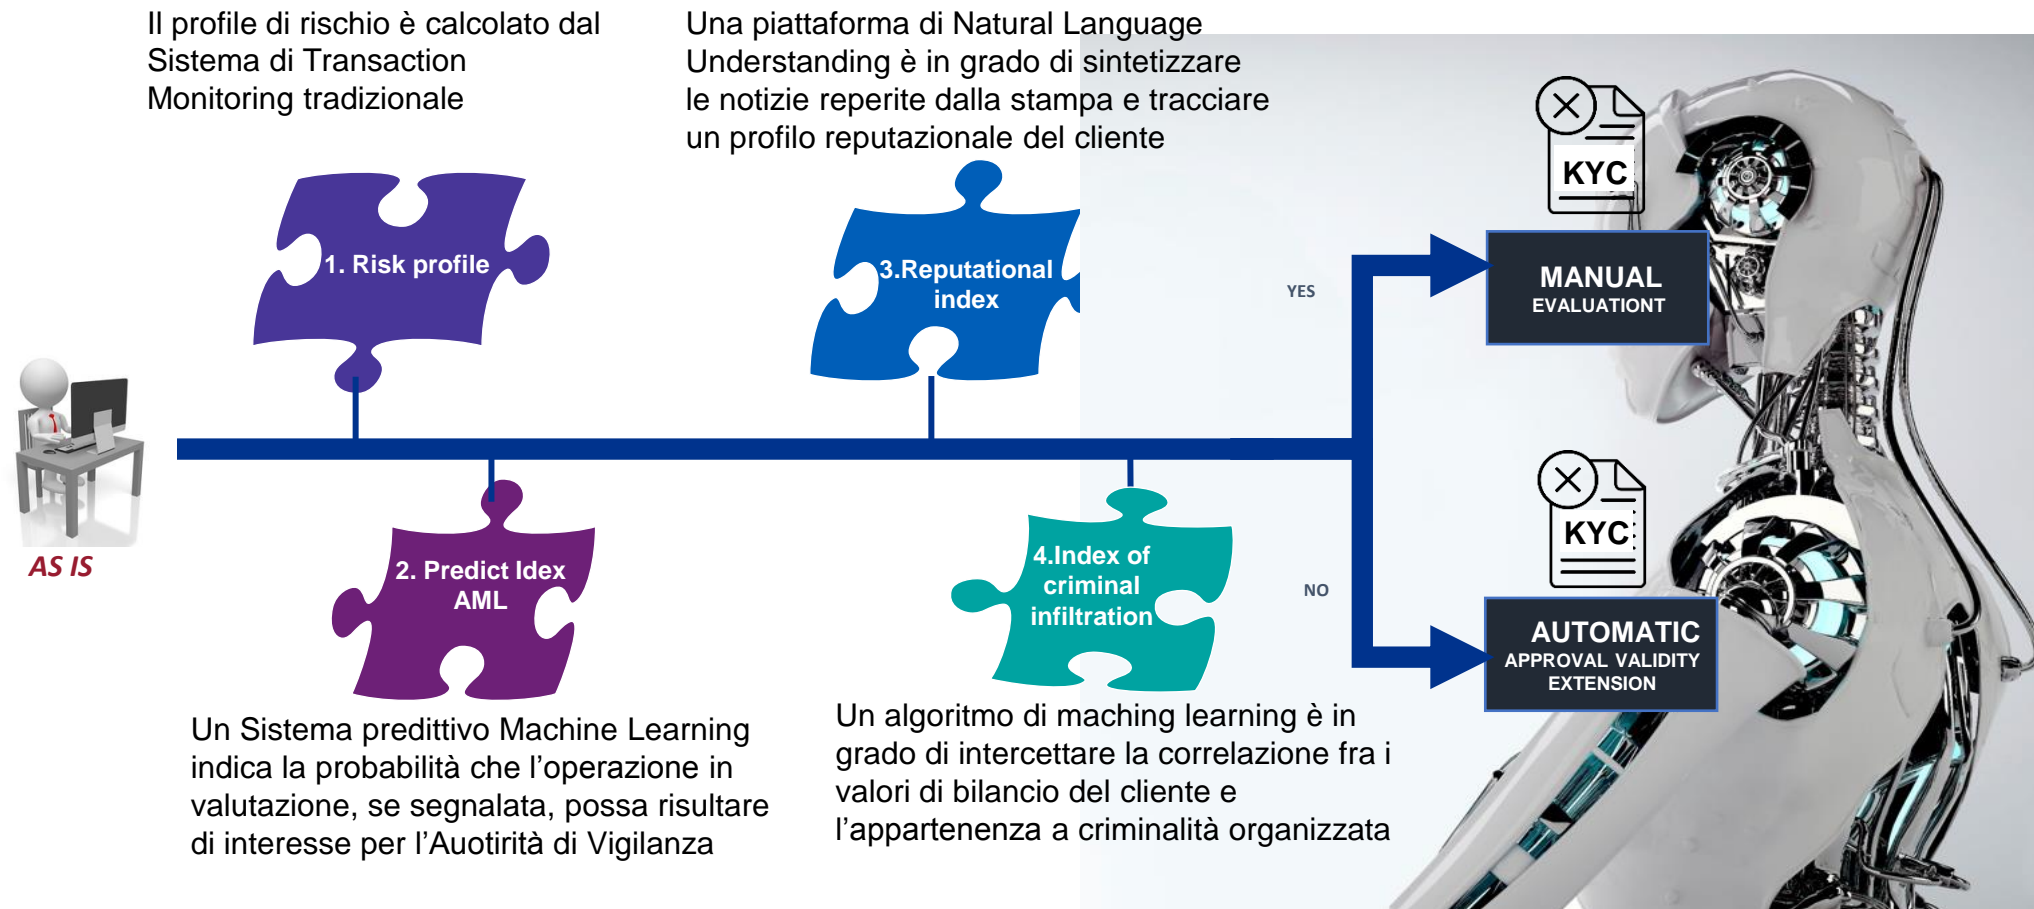 Il profile di rischio è calcolato dal
Sistema di Transaction
Monitoring tradizionale
Una piattaforma di Natural Language
Understanding è in grado di sintetizzare
le notizie reperite dalla stampa e tracciare
un profilo reputazionale del cliente
1. Risk profile
3.Reputational
index
YES
KYC
MANUAL
EVALUATIONT
AS IS
2. Predict Idex
AML
4.Index of
criminal
infiltration
NO
KYC
AUTOMATIC
APPROVAL VALIDITY
EXTENSION
Un Sistema predittivo Machine Learning
indica la probabilità che l’operazione in
valutazione, se segnalata, possa risultare
di interesse per l’Auotirità di Vigilanza
Un algoritmo di maching learning è in
grado di intercettare la correlazione fra i
valori di bilancio del cliente e
l’appartenenza a criminalità organizzata